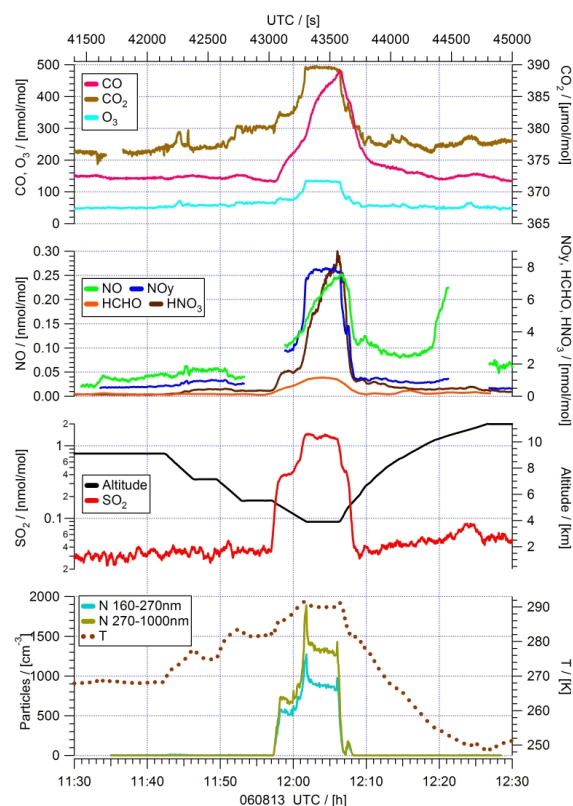 UTC / [s]
41500 42000 42500 43000 43500 44000 44500 45000
CO, O3 / [nmol/mol]
500
400
300
200
100
0
CO
CO2
O3
390
385
380
375
370
365
CO2 / [µmol/mol]
NO / [nmol/mol]
0.30
0.25
0.20
0.15
0.10
0.05
0.00
NO NOy
HCHO HNO3
8
6
4
2
0
NOy, HCHO, HNO3 / [nmol/mol]
SO2 / [nmol/mol]
2
1
6
4
2
0.1
6
4
2
Altitude
SO2
10
8
6
4
2
Altitude / [km]
Particles / [cm-3]
2000
1500
1000
500
0
N 160-270nm
N 270-1000nm
T
290
280
270
260
250
T / [K]
11:30 11:40 11:50 12:00 12:10 12:20 12:30
060813 UTC / [h]